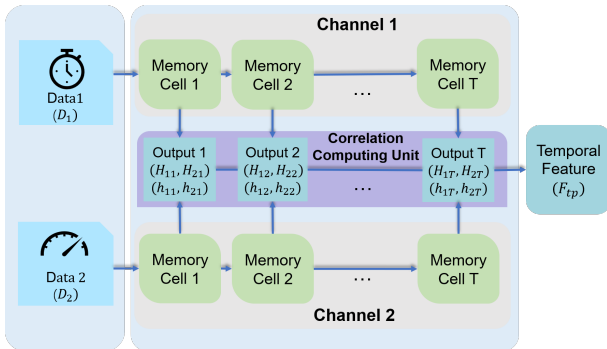 Channel 1
Data1
(D₁)
Memory
Cell 1
Memory
Cell 2
...
Memory
Cell T
Correlation
Computing Unit
Output 1
(H₁₁, H₂₁)
(h₁₁, h₂₁)
Output 2
(H₁₂, H₂₂)
(h₁₂, h₂₂)
...
Output T
(H₁T, H₂T)
(h₁T, h₂T)
Temporal
Feature
(Fₜₚ)
Data 2
(D₂)
Memory
Cell 1
Memory
Cell 2
...
Memory
Cell T
Channel 2